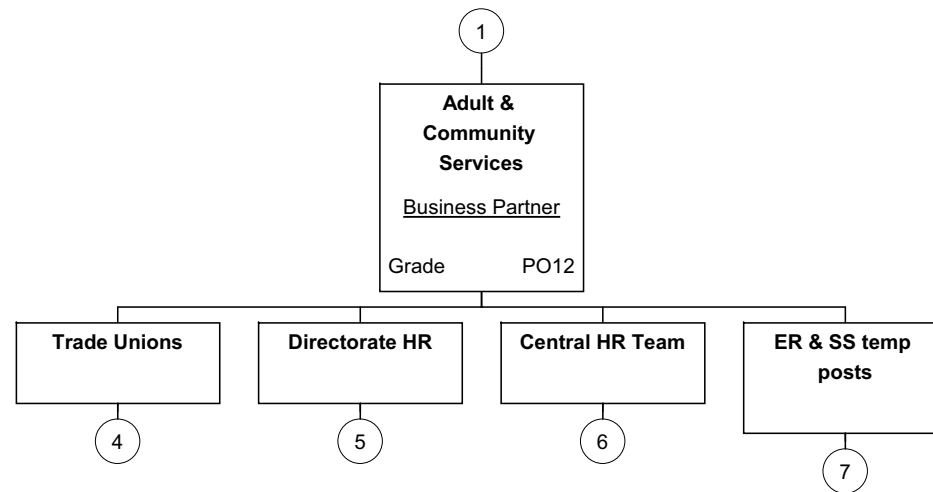 1
Adult &
Community
Services
Business Partner
Grade PO12
Trade Unions
Directorate HR
Central HR Team
ER & SS temp
posts
4
5
6
7